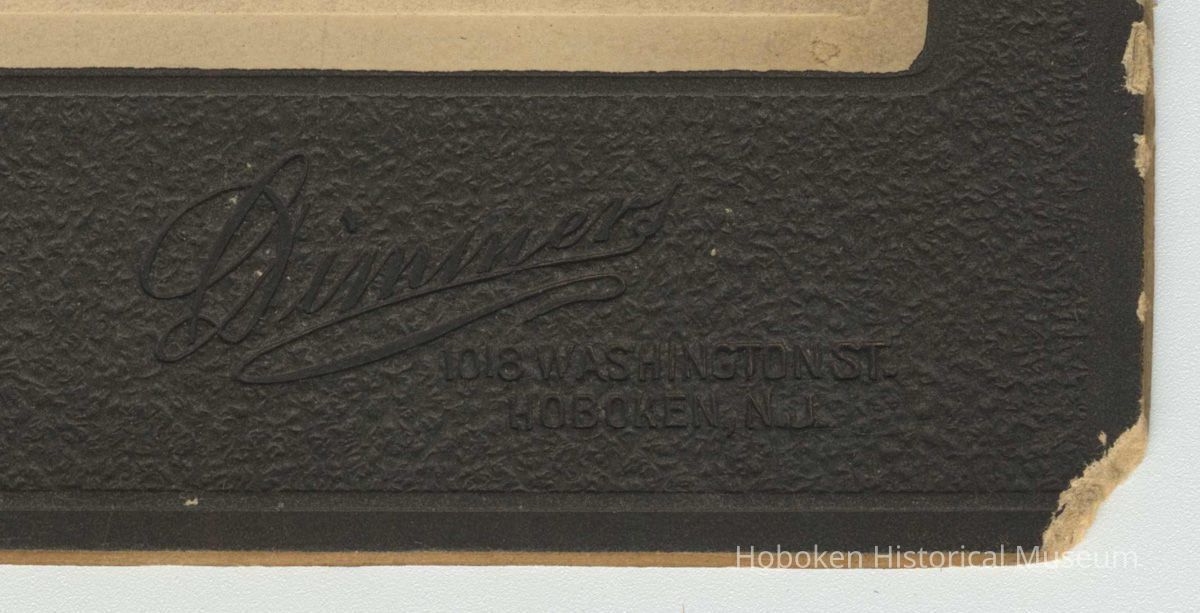 Dimmers
1018 WASHINGTON ST.
HOBOKEN, N.J.
Hoboken Historical Museum